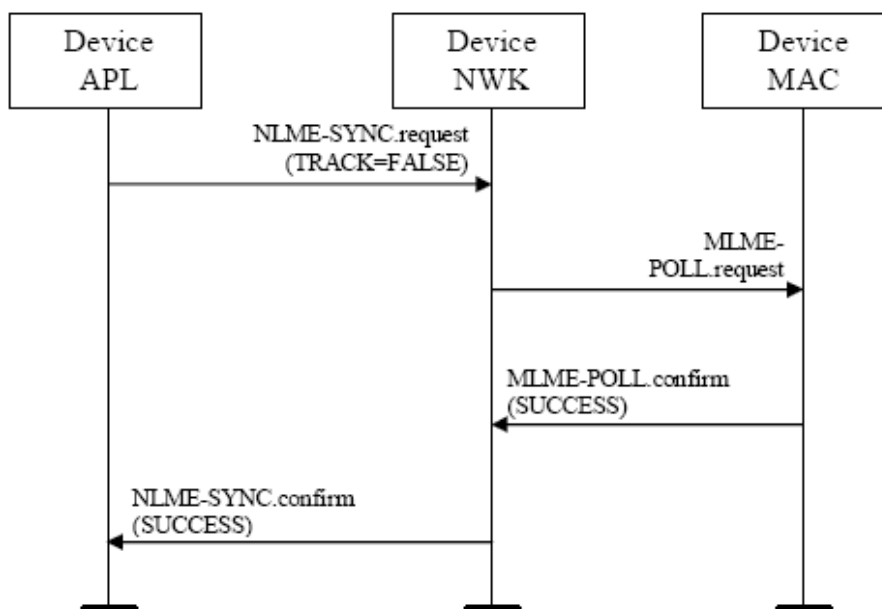 Device
APL
Device
NWK
Device
MAC
NLME-SYNC.request
(TRACK=FALSE)
MLME-
POLL.request
MLME-POLL.confirm
(SUCCESS)
NLME-SYNC.confirm
(SUCCESS)